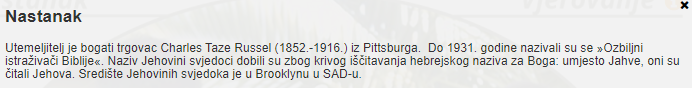 Nastanak
Utemeljitelj je bogati trgovac Charles Taze Russel (1852.-1916.) iz Pittsburga.  Do 1931. godine nazivali su se »Ozbiljni
istraživači Biblije«. Naziv Jehovini svjedoci dobili su zbog krivog iščitavanja hebrejskog naziva za Boga: umjesto Jahve, oni su
čitali Jehova. Središte Jehovinih svjedoka je u Brooklynu u SAD-u.